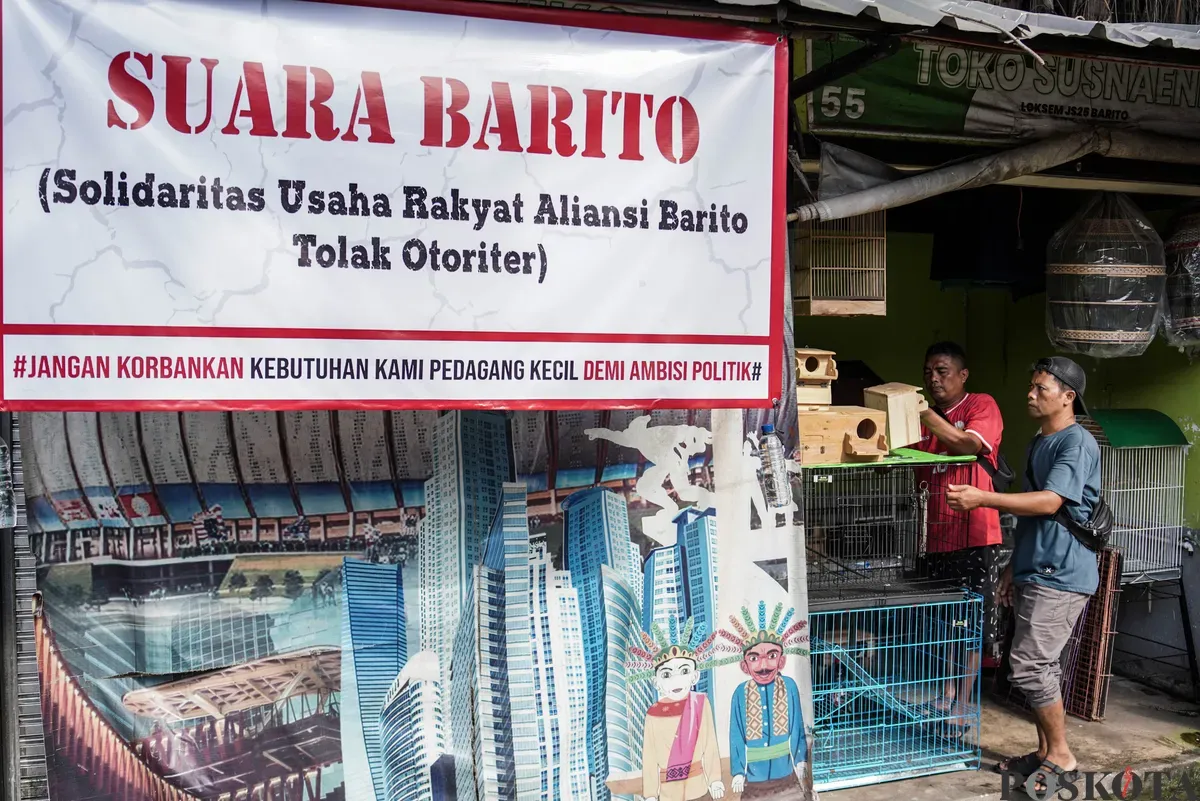 SUARA BARITO
(Solidaritas Usaha Rakyat Aliansi Barito
Tolak Otoriter)
#JANGAN KORBANKAN KEBUTUHAN KAMI PEDAGANG KECIL DEMI AMBISI POLITIK#
55
TOKO SUSNAEN
LOKSEM JS25 BARITO
POSKOTA